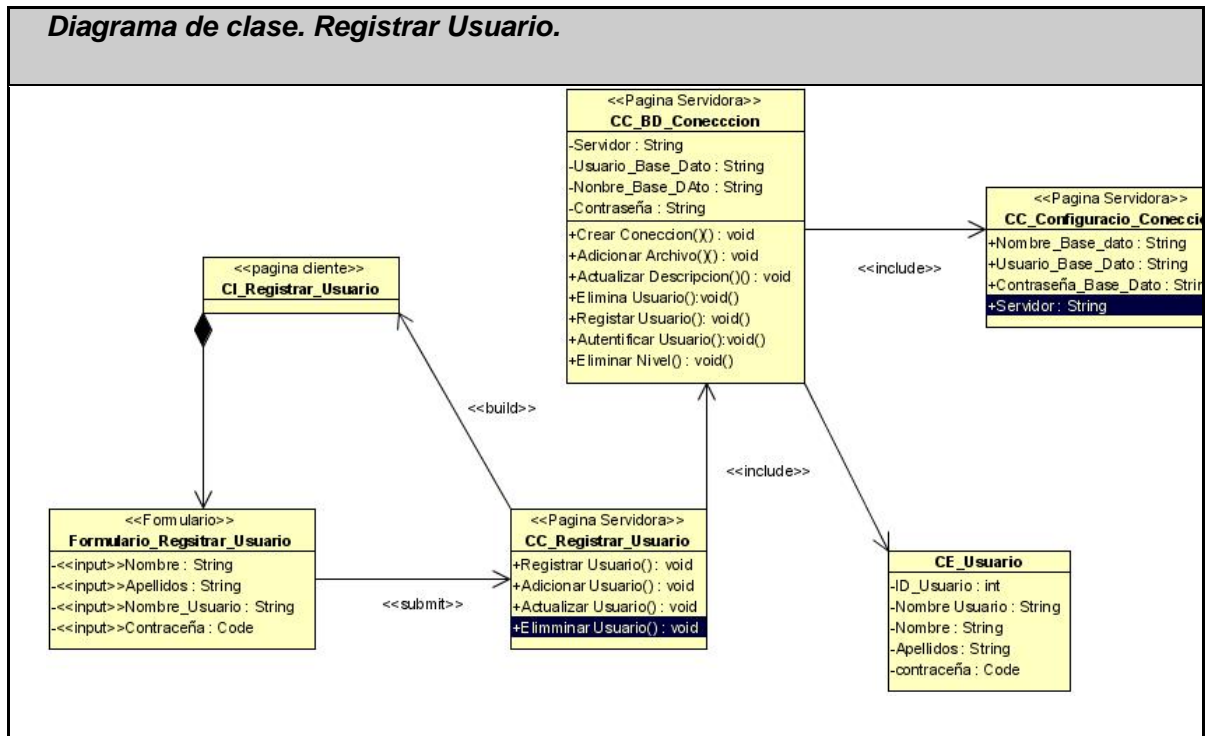 Diagrama de clase. Registrar Usuario.
<<Pagina Servidora>>
CC_BD_Conecccion
-Servidor : String
-Usuario_Base_Dato : String
-Nonbre_Base_DAto : String
-Contraseña : String
+Crear Coneccion()() : void
+Adicionar Archivo()() : void
+Actualizar Descripcion()() : void
+Elimina Usuario():void()
+Registar Usuario(): void()
+Autentificar Usuario():void()
+Eliminar Nivel() : void()
<<include>>
<<Pagina Servidora>>
CC_Configuracio_Coneccio
+Nombre_Base_dato : String
+Usuario_Base_Dato : String
+Contraseña_Base_Dato : Strin
+Servidor : String
<<pagina cliente>>
CI_Registrar_Usuario
<<build>>
<<include>>
<<Formulario>>
Formulario_Regsitrar_Usuario
-<<input>>Nombre : String
-<<input>>Apellidos : String
-<<input>>Nombre_Usuario : String
-<<input>>Contraceña : Code
<<submit>>
<<Pagina Servidora>>
CC_Registrar_Usuario
+Registrar Usuario() : void
+Adicionar Usuario() : void
+Actualizar Usuario() : void
+Elimminar Usuario() : void
CE_Usuario
-ID_Usuario : int
-Nombre Usuario : String
-Nombre : String
-Apellidos : String
-contraceña : Code